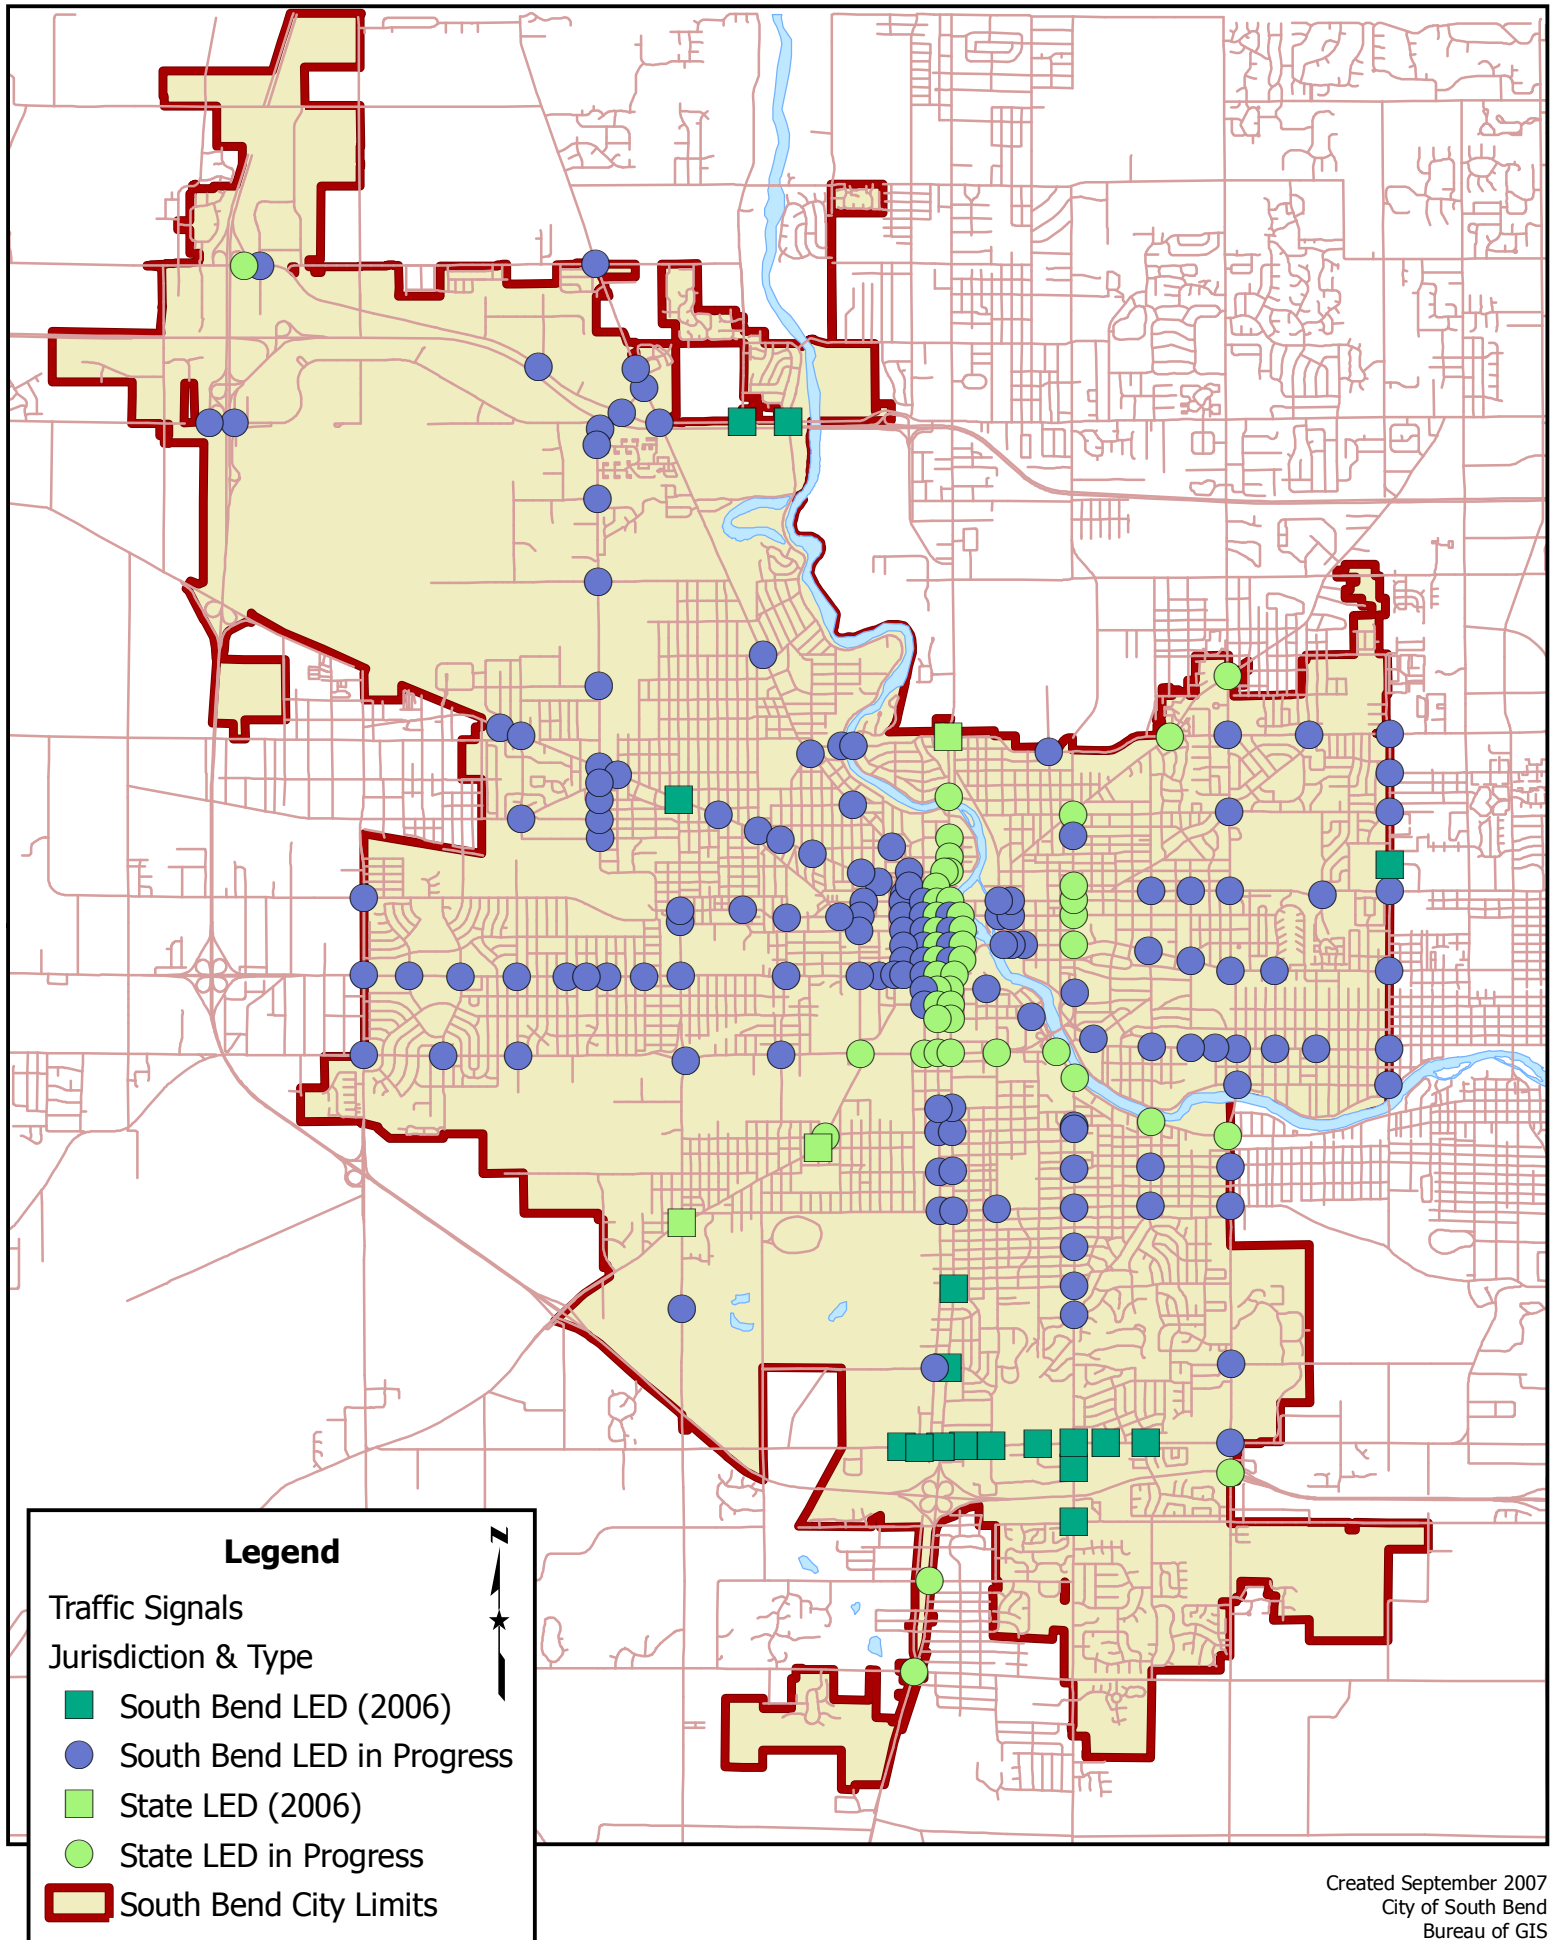 Legend
Z
Traffic Signals
Jurisdiction & Type
South Bend LED (2006)
South Bend LED in Progress
State LED (2006)
State LED in Progress
South Bend City Limits
Created September 2007
City of South Bend
Bureau of GIS